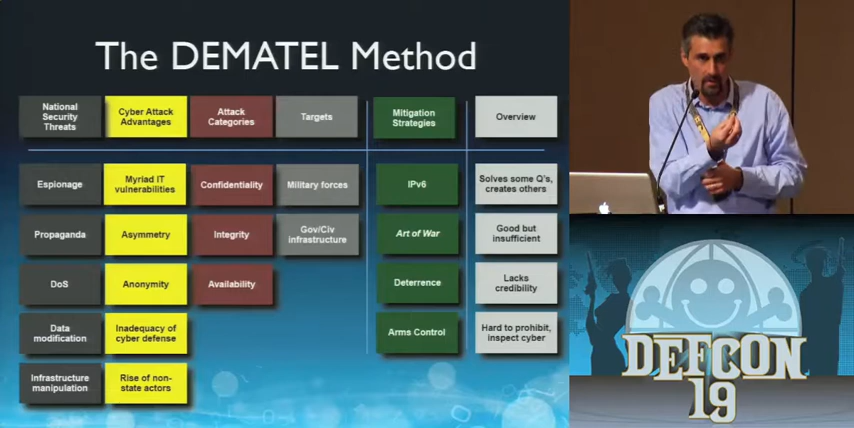 The DEMATEL Method
National
Security
Threats
Cyber Attack
Advantages
Attack
Categories
Targets
Mitigation
Strategies
Overview
Espionage
Myriad IT
vulnerabilities
Confidentiality
Military forces
IPv6
Solves some Q's,
creates others
Propaganda
Asymmetry
Integrity
Gov/Civ
infrastructure
Art of War
Good but
insufficient
DoS
Anonymity
Availability
Deterrence
Lacks
credibility
Data
modification
Inadequacy of
cyber defense
Arms Control
Hard to prohibit,
inspect cyber
Infrastructure
manipulation
Rise of non-
state actors
DEFCON
19